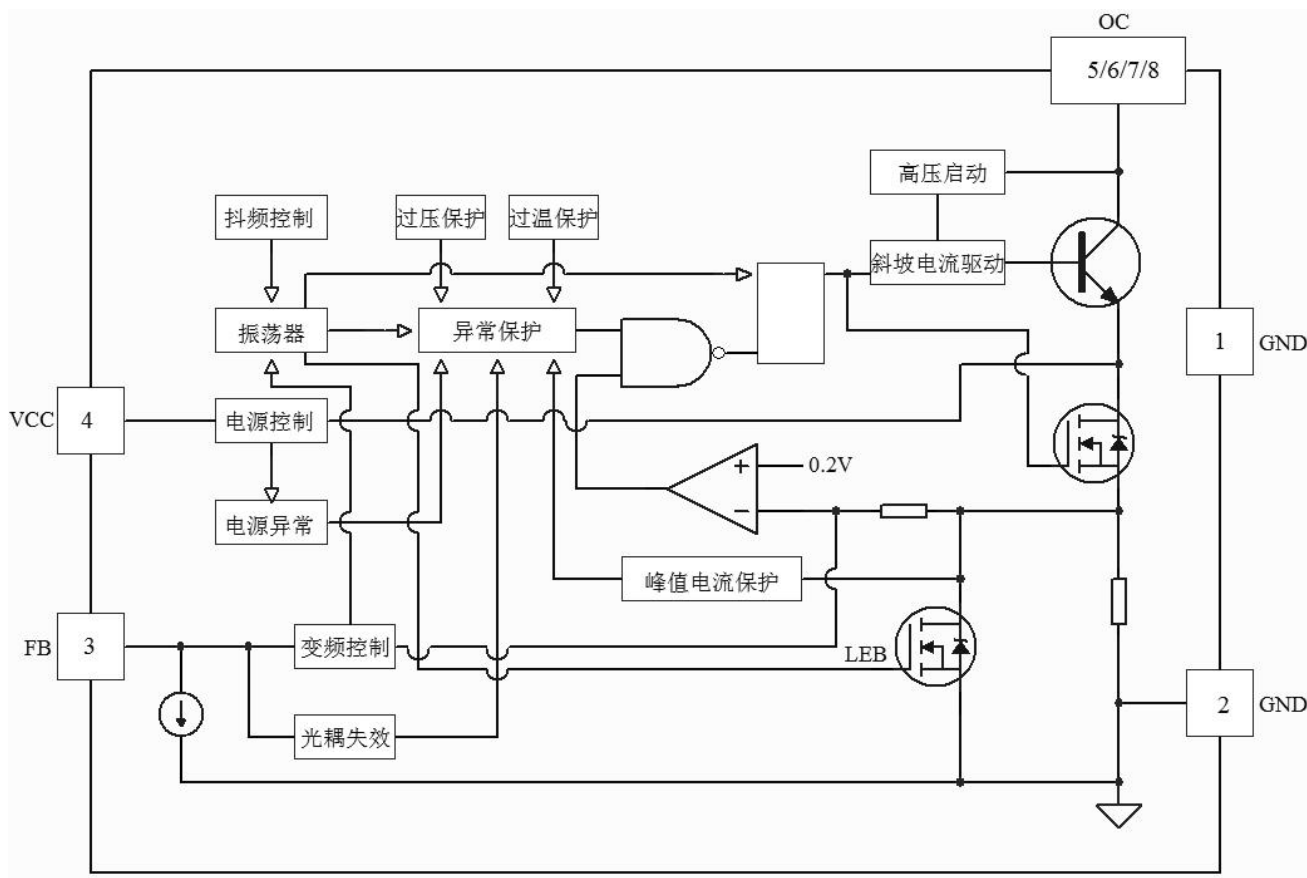 OC
5/6/7/8
高压启动
抖频控制
过压保护
过温保护
斜坡电流驱动
振荡器
异常保护
1
GND
VCC
4
电源控制
+
0.2V
电源异常
−
峰值电流保护
FB
3
变频控制
LEB
2
GND
光耦失效